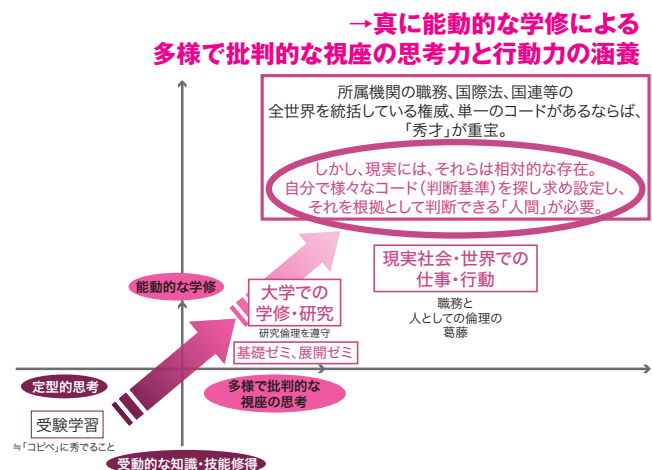 →真に能動的な学修による
多様で批判的な視座の思考力と行動力の涵養
所属機関の職務、国際法、国連等の
全世界を統括している権威、単一のコードがあるならば、
「秀才」が重宝。
しかし、現実には、それらは相対的な存在。
自分で様々なコード（判断基準）を探し求め設定し、
それを根拠として判断できる「人間」が必要。
能動的な学修
大学での
学修・研究
研究倫理を遵守
基礎ゼミ、展開ゼミ
現実社会・世界での
仕事・行動
職務と
人としての倫理の
葛藤
定型的思考
多様で批判的な
視座の思考
受験学習
≒「コピペ」に秀でること
受動的な知識・技能修得